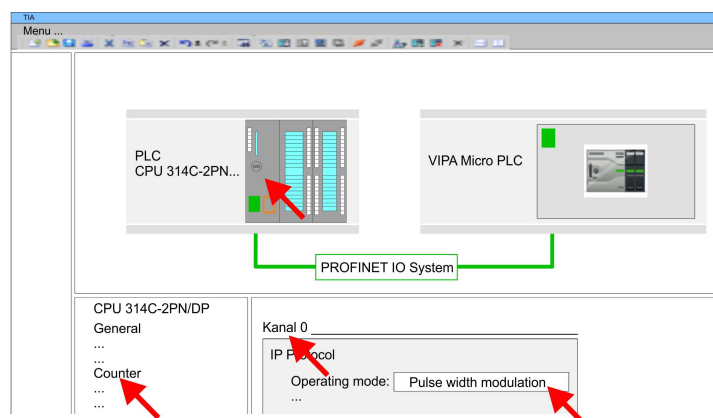 TIA
Menu ...
PLC
CPU 314C-2PN...
VIPA Micro PLC
PROFINET IO System
CPU 314C-2PN/DP
General
...
...
Counter
...
...
Kanal 0
IP Protocol
Operating mode: Pulse width modulation
...